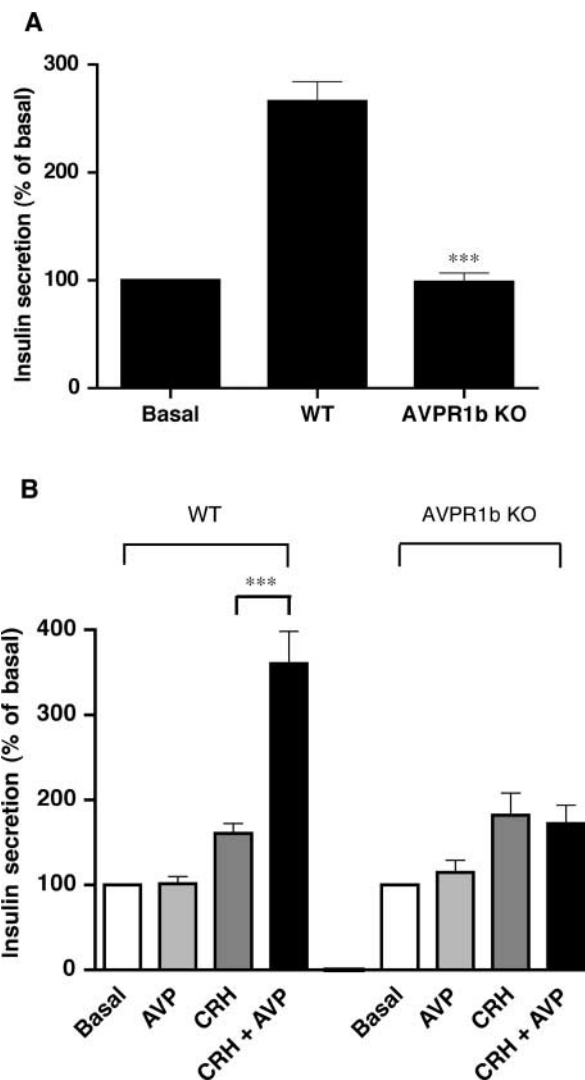 A
Insulin secretion (% of basal)
300
200
100
0
***
Basal
WT
AVPR1b KO
B
WT
AVPR1b KO
***
Insulin secretion (% of basal)
400
300
200
100
0
Basal
AVP
CRH
CRH + AVP
Basal
AVP
CRH
CRH + AVP